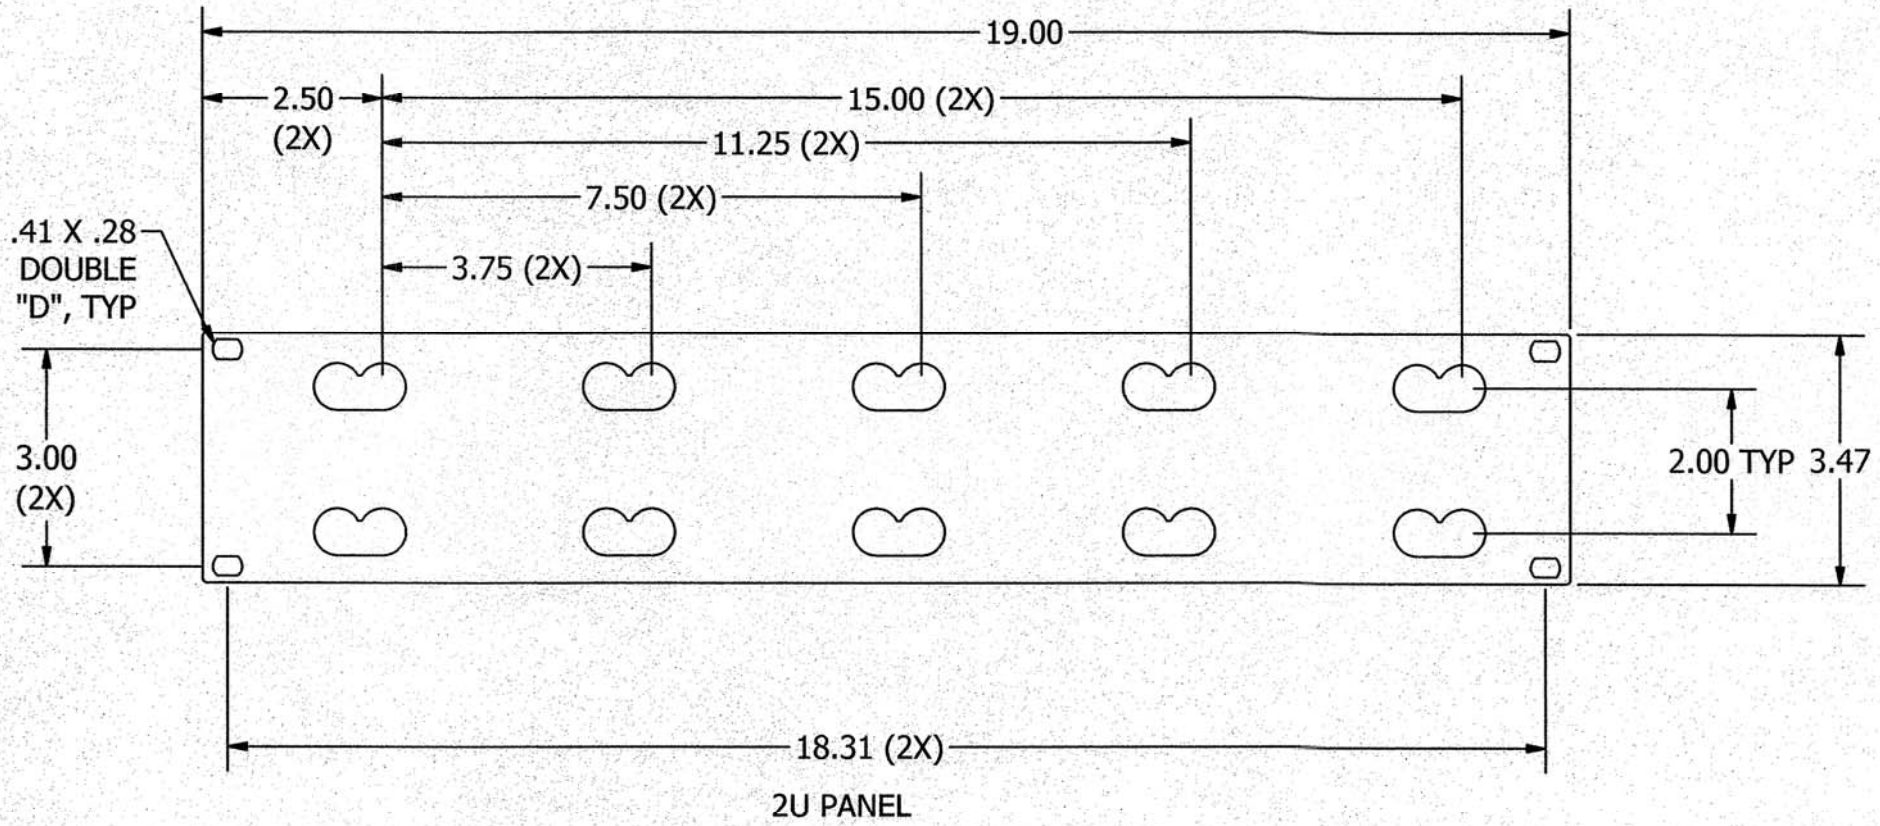 19.00
2.50
(2X)
15.00 (2X)
11.25 (2X)
7.50 (2X)
.41 X .28
DOUBLE
"D", TYP
3.75 (2X)
3.00
(2X)
2.00 TYP
3.47
18.31 (2X)
2U PANEL